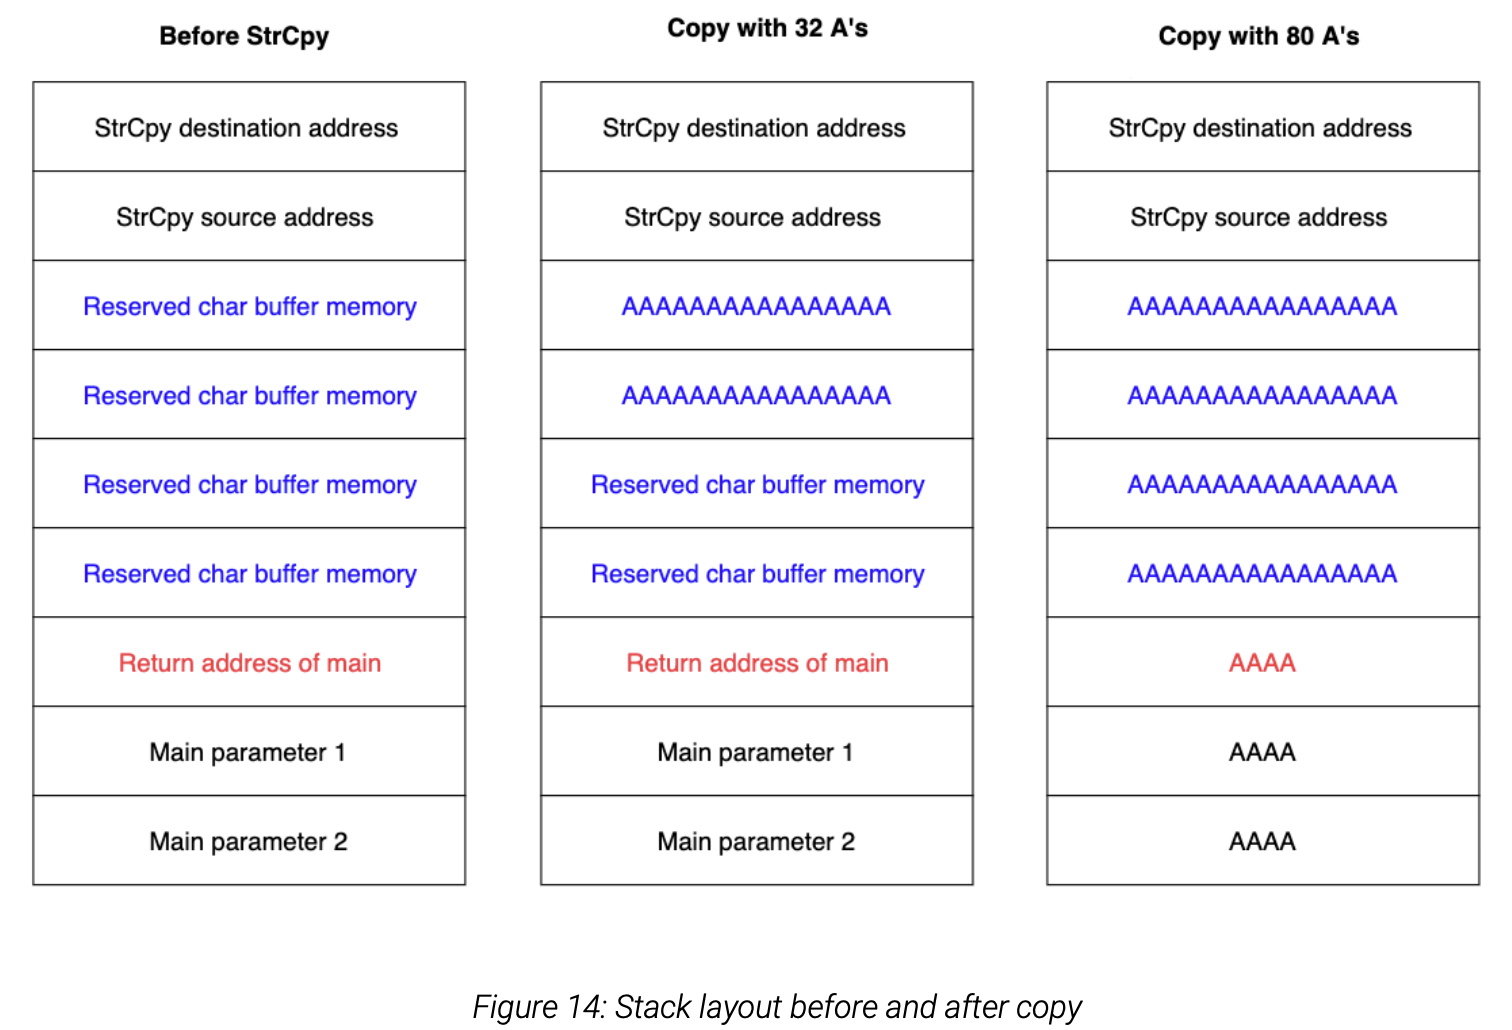 Before StrCpy
Copy with 32 A's
Copy with 80 A's
StrCpy destination address
StrCpy destination address
StrCpy destination address
StrCpy source address
StrCpy source address
StrCpy source address
Reserved char buffer memory
AAAAAAAAAAAAAAAA
AAAAAAAAAAAAAAAA
Reserved char buffer memory
AAAAAAAAAAAAAAAA
AAAAAAAAAAAAAAAA
Reserved char buffer memory
Reserved char buffer memory
AAAAAAAAAAAAAAAA
Reserved char buffer memory
Reserved char buffer memory
AAAAAAAAAAAAAAAA
Return address of main
Return address of main
AAAA
Main parameter 1
Main parameter 1
AAAA
Main parameter 2
Main parameter 2
AAAA
Figure 14: Stack layout before and after copy